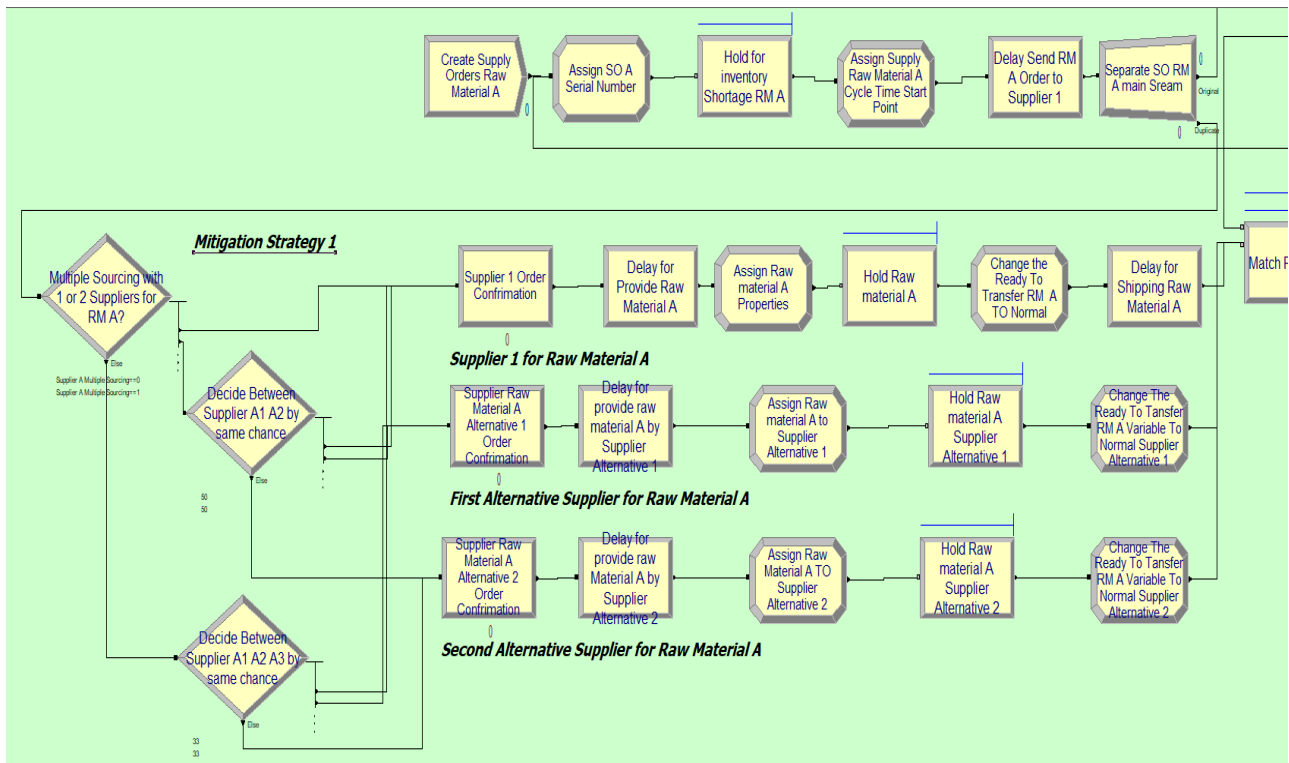 Create Supply
Orders Raw
Material A
Assign SO A
Serial Number
Hold for
inventory
Shortage RM A
Assign Supply
Raw Material A
Cycle Time Start
Point
Delay Send RM
A Order to
Supplier 1
Separate SO RM
A main Sream
Original
Duplicate
0
0
0
Mitigation Strategy 1
Multiple Sourcing with
1 or 2 Suppliers for
RM A?
Else
Supplier A Multiple Sourcing==0
Supplier A Multiple Sourcing==1
Supplier 1 Order
Confrimation
0
Delay for
Provide Raw
Material A
Assign Raw
material A
Properties
Hold Raw
material A
Change the
Ready To
Transfer RM A
TO Normal
Delay for
Shipping Raw
Material A
Match
Supplier 1 for Raw Material A
Decide Between
Supplier A1 A2 by
same chance
Else
50
50
Supplier Raw
Material A
Alternative 1
Order
Confrimation
0
Delay for
provide raw
material A by
Supplier
Alternative 1
Assign Raw
material A to
Supplier
Alternative 1
Hold Raw
material A
Supplier
Alternative 1
Change The
Ready To Tansfer
RM A Variable To
Normal Supplier
Alternative 1
First Alternative Supplier for Raw Material A
Supplier Raw
Material A
Alternative 2
Order
Confrimation
0
Delay for
provide raw
Material A by
Supplier
Alternative 2
Assign Raw
Material A TO
Supplier
Alternative 2
Hold Raw
material A
Supplier
Alternative 2
Change The
Ready To Transfer
RM A Variable To
Normal Supplier
Alternative 2
Second Alternative Supplier for Raw Material A
Decide Between
Supplier A1 A2 A3 by
same chance
Else
33
33